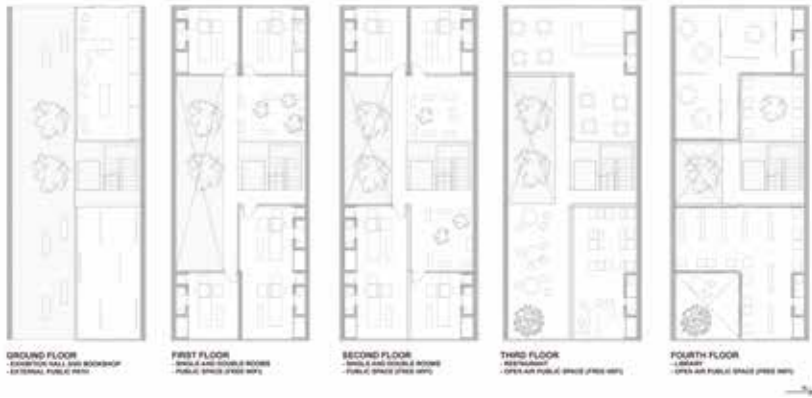 GROUND FLOOR
- EXHIBITION HALL AND BOOKSHOP
- EXTERNAL PUBLIC PATH
FIRST FLOOR
- SINGLE AND DOUBLE ROOMS
- PUBLIC SPACE (FREE WIFI)
SECOND FLOOR
- SINGLE AND DOUBLE ROOMS
- PUBLIC SPACE (FREE WIFI)
THIRD FLOOR
- RESTAURANT
- OPEN AIR PUBLIC SPACE (FREE WIFI)
FOURTH FLOOR
- LIBRARY
- OPEN AIR PUBLIC SPACE (FREE WIFI)